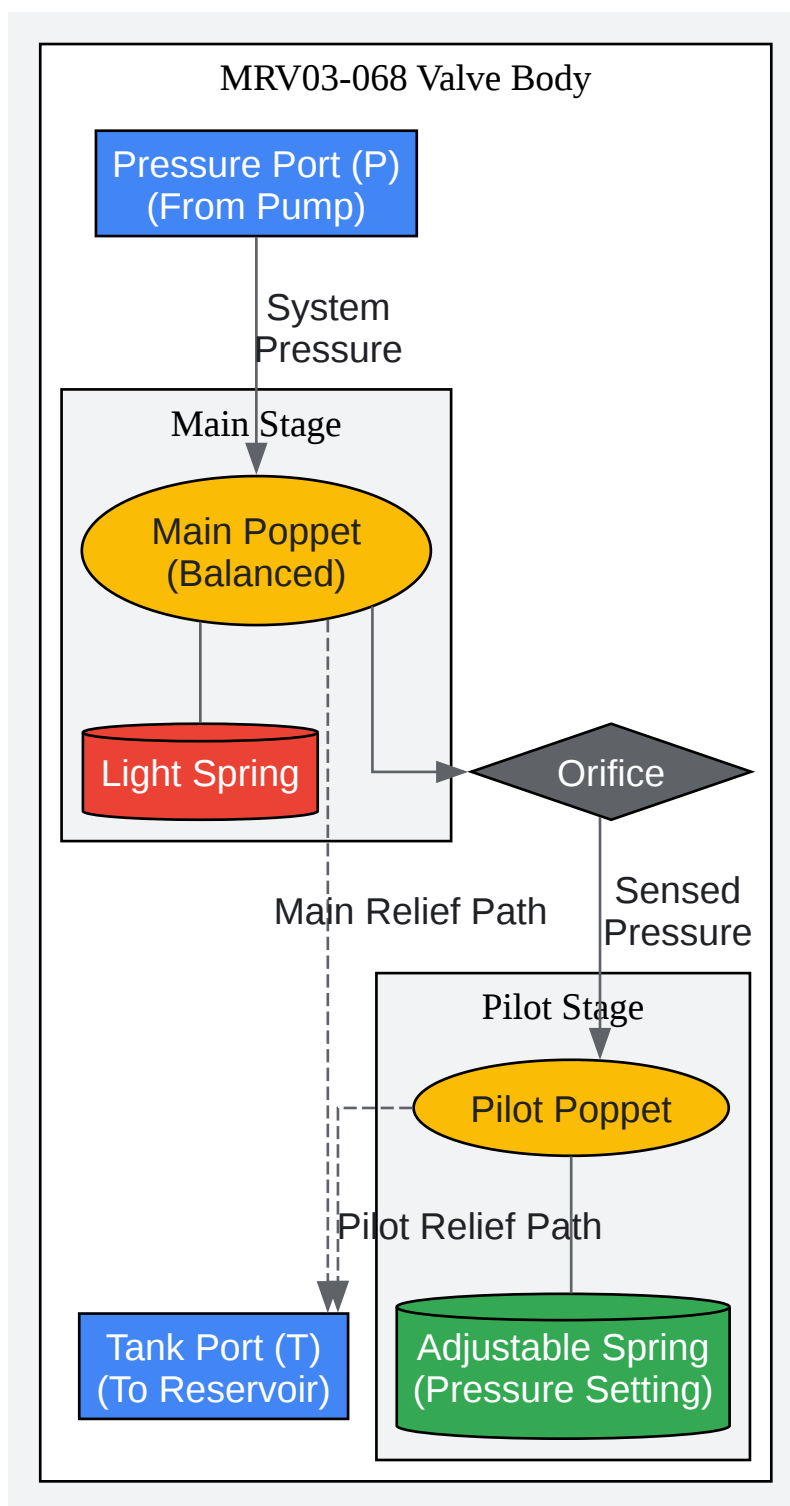 MRV03-068 Valve Body
Pressure Port (P)
(From Pump)
System
Pressure
Main Stage
Main Poppet
(Balanced)
Light Spring
Orifice
Main Relief Path
Sensed
Pressure
Pilot Stage
Pilot Poppet
Pilot Relief Path
Tank Port (T)
(To Reservoir)
Adjustable Spring
(Pressure Setting)